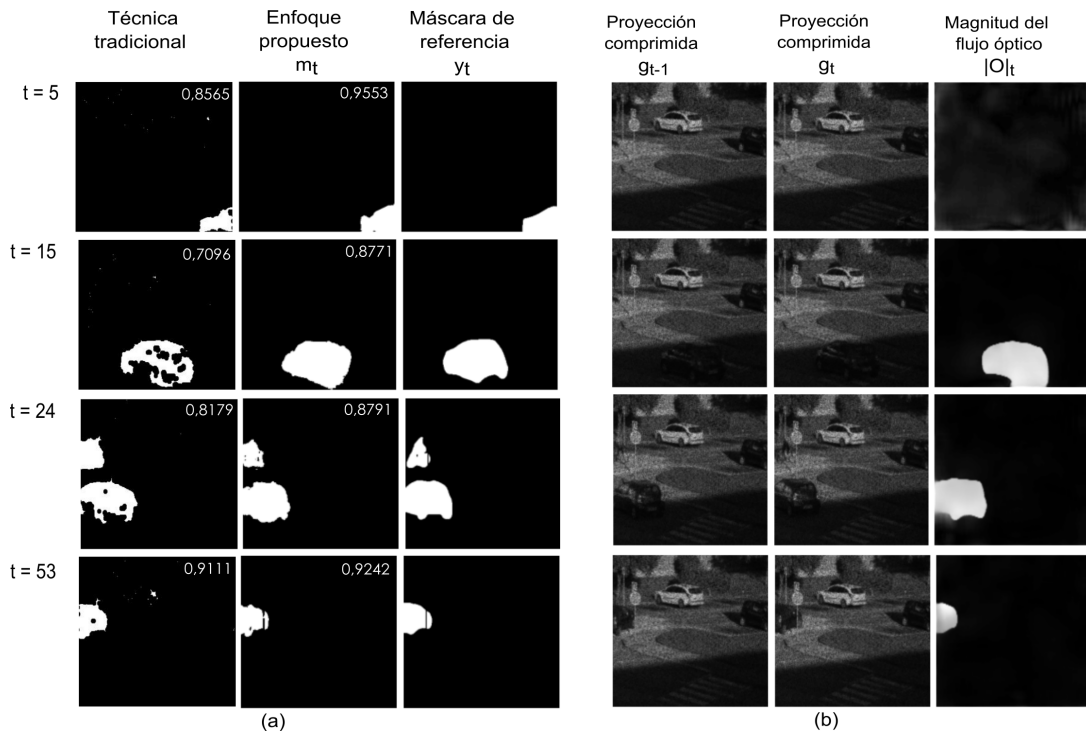 Técnica
tradicional
Enfoque
propuesto
mt
Máscara de
referencia
yt
Proyección
comprimida
gt-1
Proyección
comprimida
gt
Magnitud del
flujo óptico
|O|t
t = 5
0,8565
0,9553
t = 15
0,7096
0,8771
t = 24
0,8179
0,8791
t = 53
0,9111
0,9242
(a)
(b)